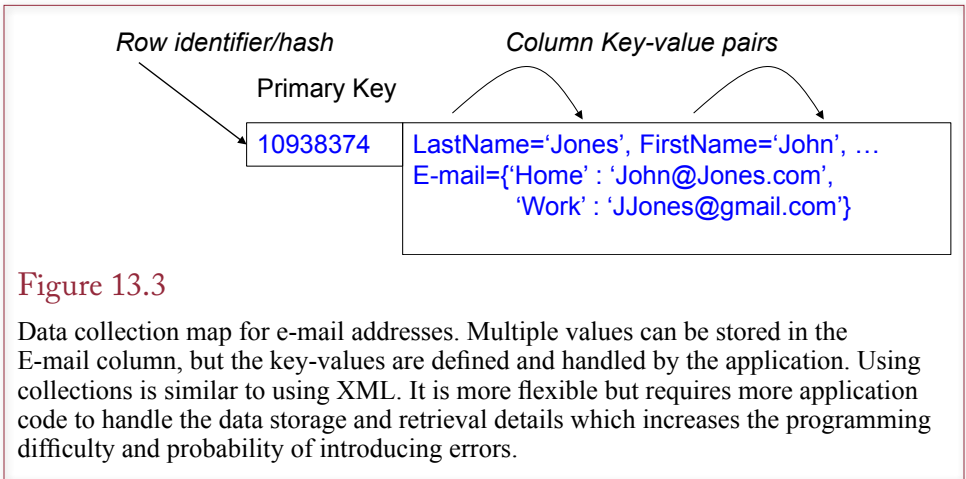 Row identifier/hash
Column Key-value pairs
Primary Key
10938374
LastName=‘Jones’, FirstName=‘John’, …
E-mail={‘Home’ : ‘John@Jones.com’,
‘Work’ : ‘JJones@gmail.com’}
Figure 13.3
Data collection map for e-mail addresses. Multiple values can be stored in the
E-mail column, but the key-values are defined and handled by the application. Using
collections is similar to using XML. It is more flexible but requires more application
code to handle the data storage and retrieval details which increases the programming
difficulty and probability of introducing errors.